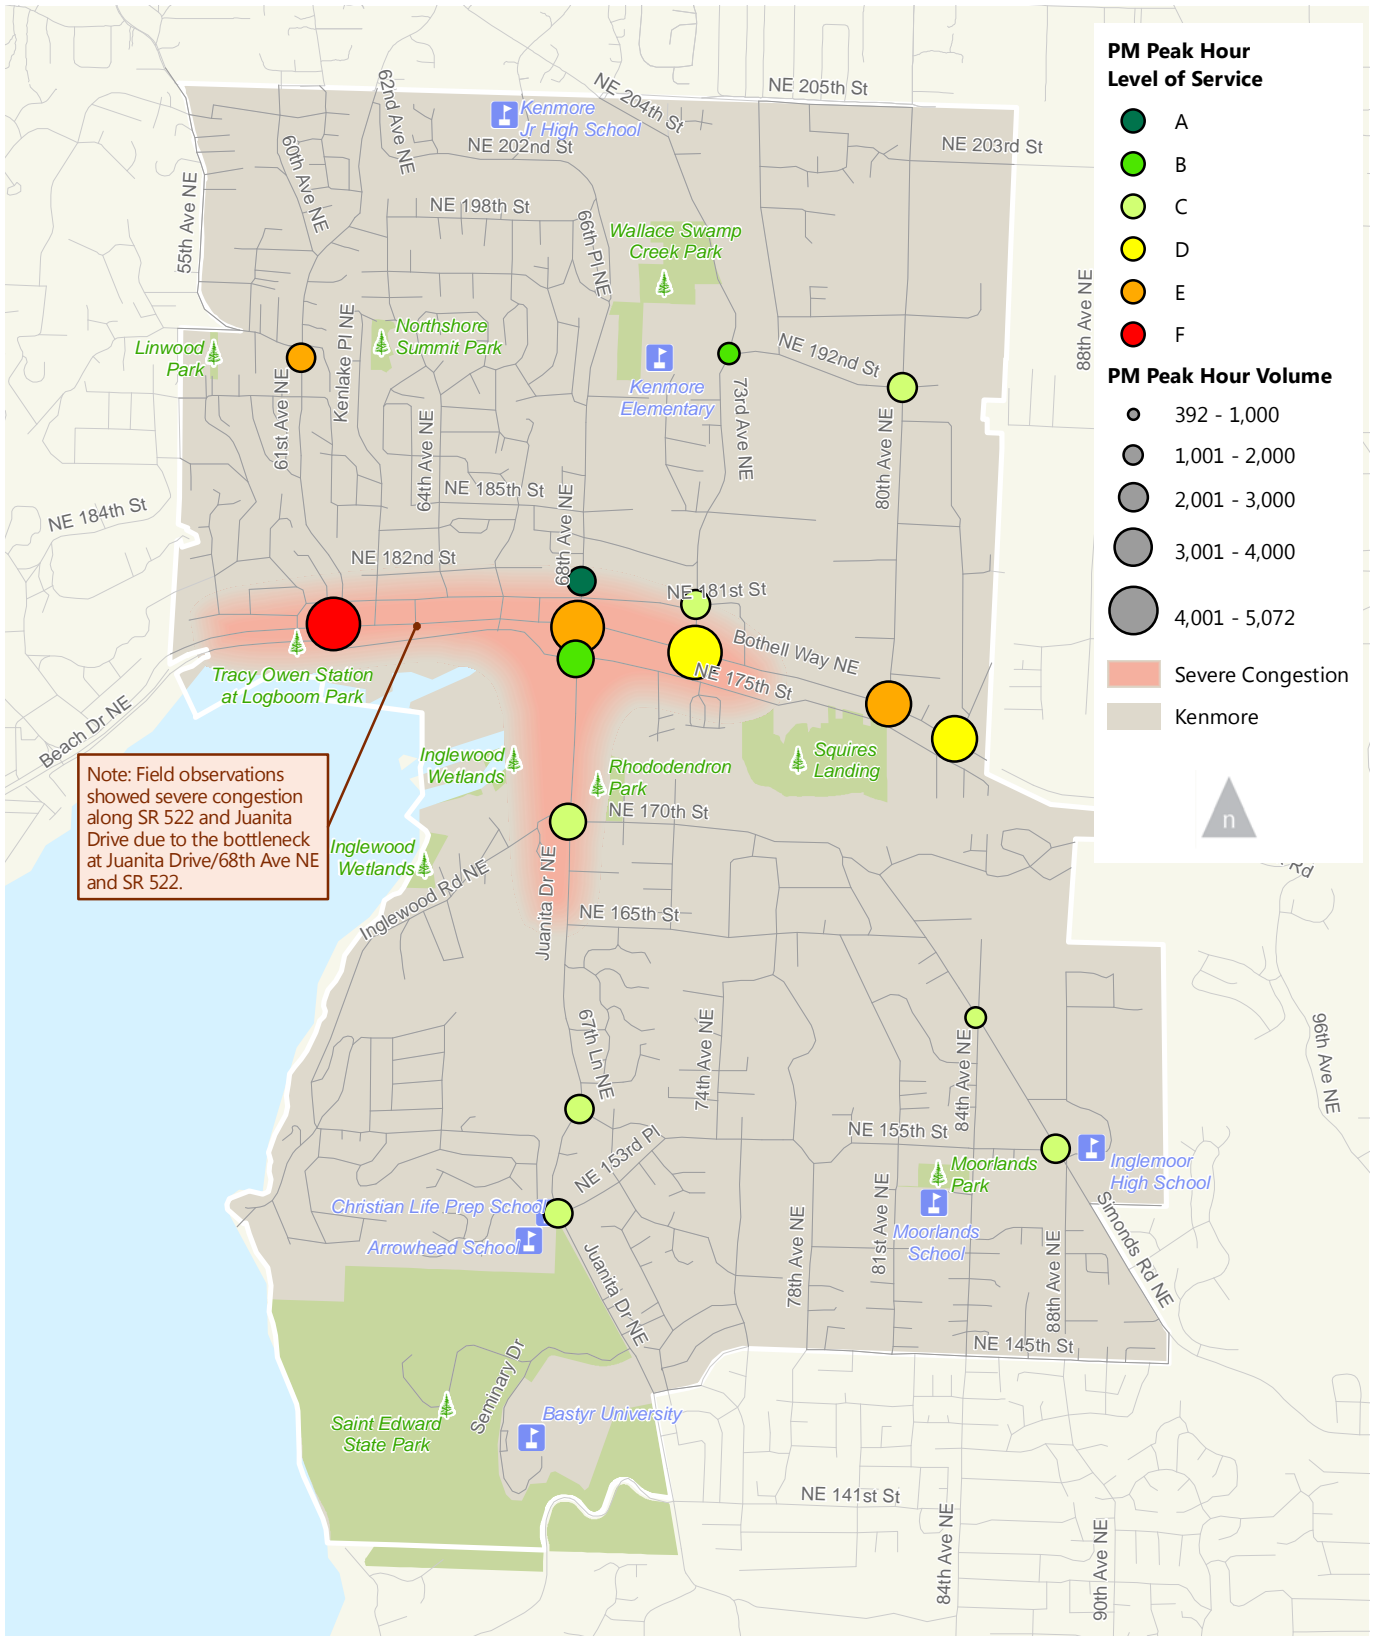 PM Peak Hour
Level of Service
A
B
C
D
E
F
PM Peak Hour Volume
392 - 1,000
1,001 - 2,000
2,001 - 3,000
3,001 - 4,000
4,001 - 5,072
Severe Congestion
Kenmore
n
Rd
NE 205th St
NE 204th St
62nd Ave NE
Kenmore
Jr High School
NE 202nd St
NE 203rd St
60th Ave NE
55th Ave NE
NE 198th St
66th Pl NE
Wallace Swamp
Creek Park
88th Ave NE
Northshore
Summit Park
Linwood
Park
Kenlake Pl NE
NE 192nd St
Kenmore
Elementary
61st Ave NE
64th Ave NE
73rd Ave NE
80th Ave NE
NE 185th St
NE 184th St
68th Ave NE
NE 182nd St
NE 181st St
Bothell Way NE
NE 175th St
Tracy Owen Station
at Logboom Park
Beach Dr NE
Inglewood
Wetlands
Rhododendron
Park
Squires
Landing
NE 170th St
Note: Field observations
showed severe congestion
along SR 522 and Juanita
Drive due to the bottleneck
at Juanita Drive/68th Ave NE
and SR 522.
Inglewood
Wetlands
Inglewood Rd NE
Juanita Dr NE
NE 165th St
67th Ln NE
74th Ave NE
84th Ave NE
96th Ave NE
NE 155th St
NE 153rd Pl
Moorlands
Park
Inglemoor
High School
Christian Life Prep School
Arrowhead School
Moorlands
School
81st Ave NE
78th Ave NE
88th Ave NE
Simonds Rd NE
Juanita Dr NE
NE 145th St
Seminary Dr
Saint Edward
State Park
Bastyr University
NE 141st St
84th Ave NE
90th Ave NE